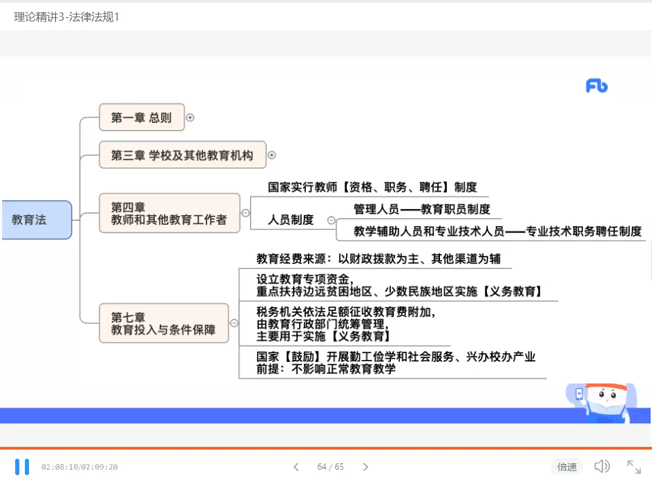 理论精讲3-法律法规1
Fb
教育法
第一章 总则
第三章 学校及其他教育机构
第四章
教师和其他教育工作者
国家实行教师【资格、职务、聘任】制度
人员制度
管理人员——教育职员制度
教学辅助人员和专业技术人员——专业技术职务聘任制度
第七章
教育投入与条件保障
教育经费来源：以财政拨款为主、其他渠道为辅
设立教育专项资金，
重点扶持边远贫困地区、少数民族地区实施【义务教育】
税务机关依法足额征收教育费附加，
由教育行政部门统筹管理，
主要用于实施【义务教育】
国家【鼓励】开展勤工俭学和社会服务、兴办校办产业
前提：不影响正常教育教学
02:08:10/02:09:20
64 / 65
倍速